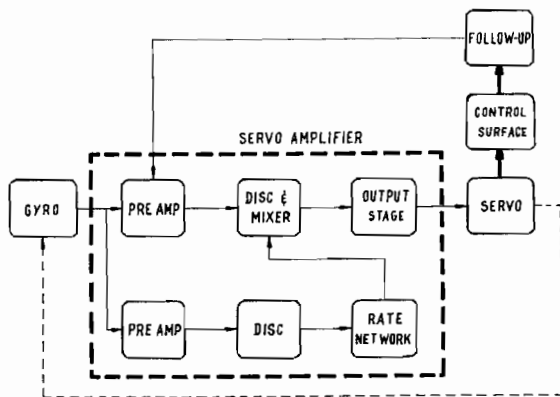 FOLLOW-UP
CONTROL
SURFACE
SERVO AMPLIFIER
GYRO
PRE AMP
DISC &
MIXER
OUTPUT
STAGE
SERVO
PRE AMP
DISC
RATE
NETWORK